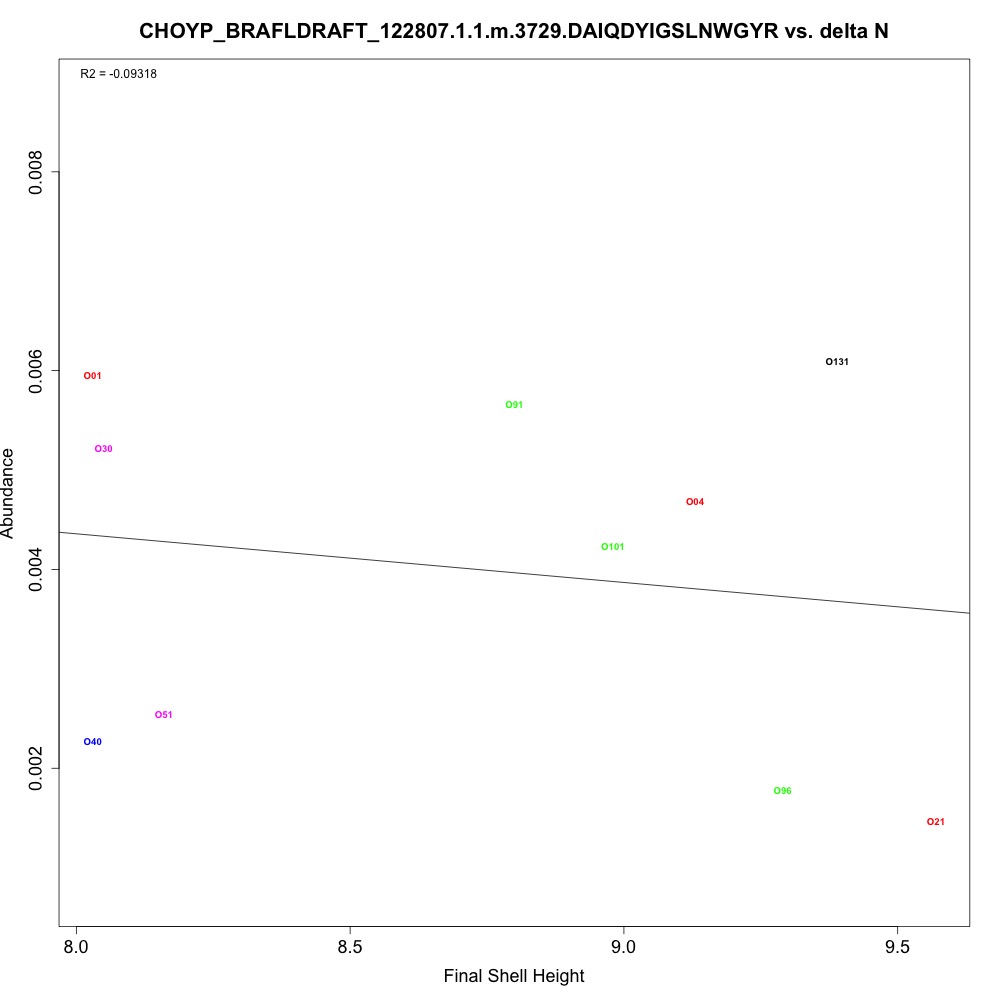 CHOYP_BRAFLDRAFT_122807.1.1.m.3729.DAIQDYIGSLNWGYR vs. delta N
R2 = -0.09318
0.008
0.006
0.004
0.002
Abundance
O01
O131
O91
O30
O04
O101
O51
O40
O96
O21
8.0 8.5 9.0 9.5
Final Shell Height